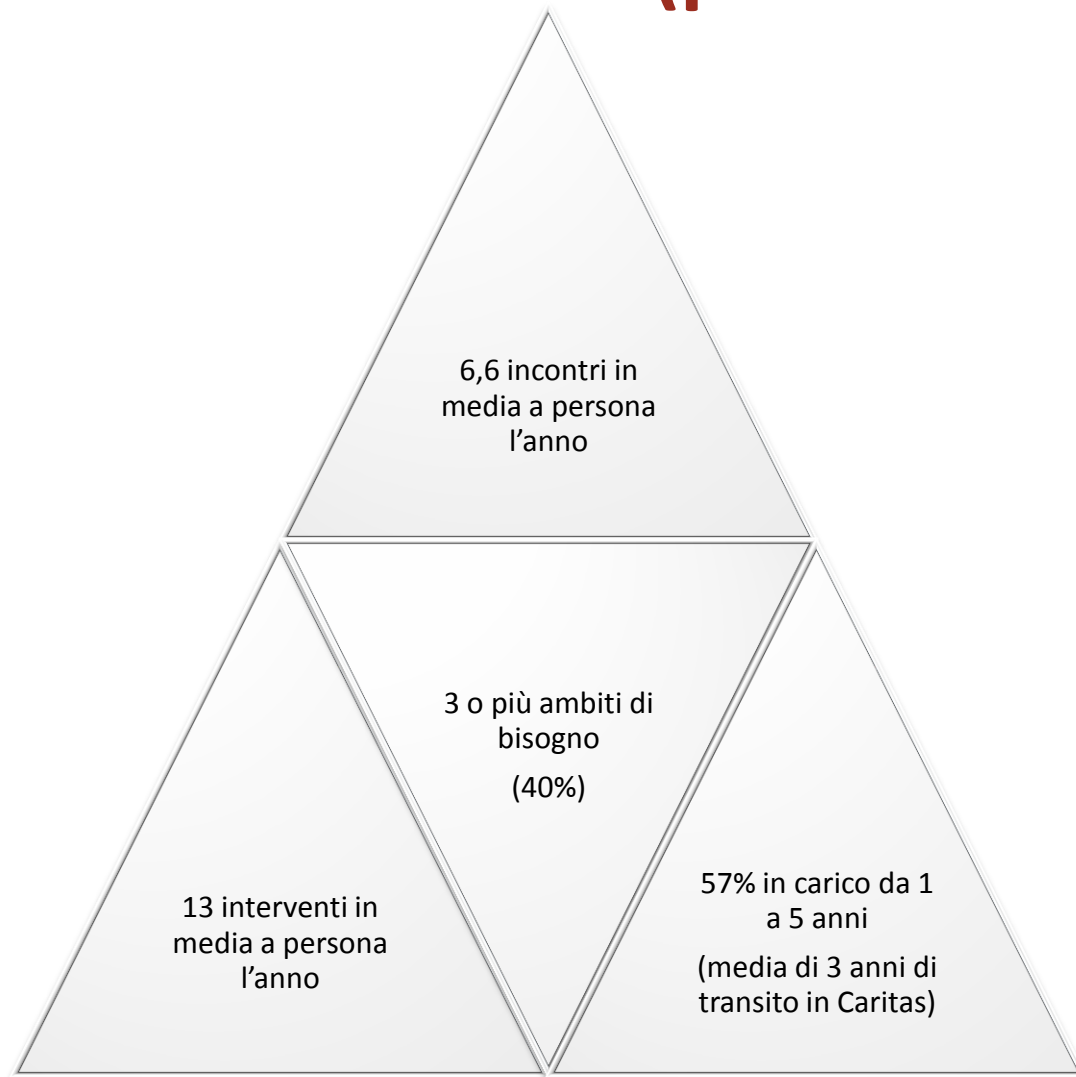 6,6 incontri in
media a persona
l’anno
3 o più ambiti di
bisogno
(40%)
13 interventi in
media a persona
l’anno
57% in carico da 1
a 5 anni
(media di 3 anni di
transito in Caritas)